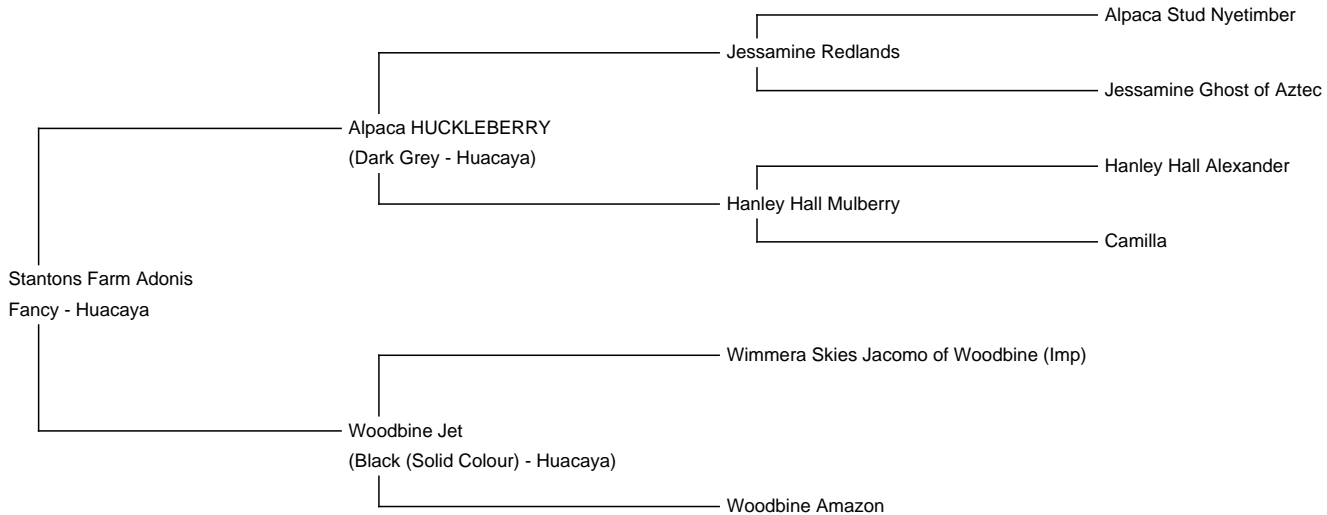 Alpaca Stud Nyetimber
Jessamine Redlands
Jessamine Ghost of Aztec
Alpaca HUCKLEBERRY
(Dark Grey - Huacaya)
Hanley Hall Alexander
Hanley Hall Mulberry
Camilla
Stantons Farm Adonis
Fancy - Huacaya
Wimmera Skies Jacomo of Woodbine (Imp)
Woodbine Jet
(Black (Solid Colour) - Huacaya)
Woodbine Amazon